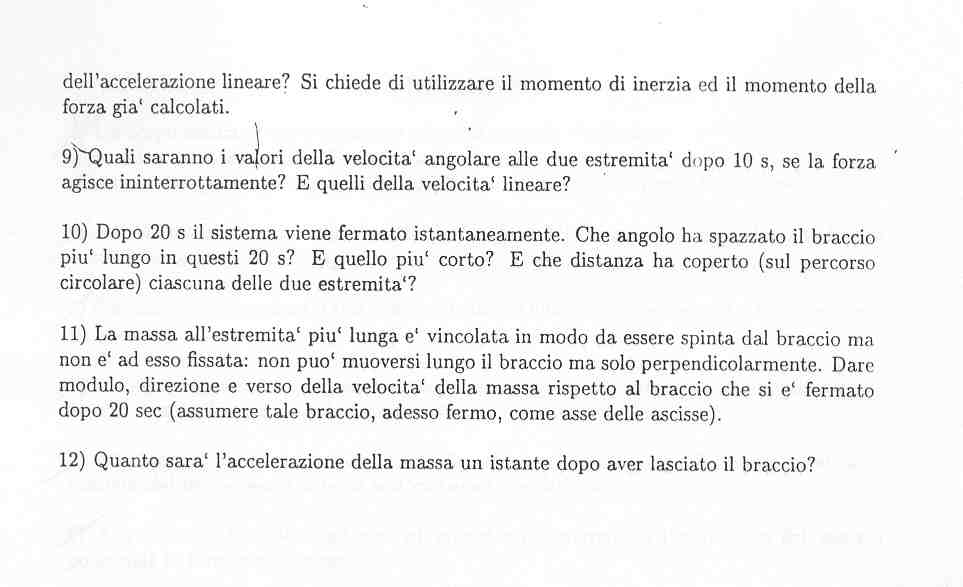 dell'accelerazione lineare? Si chiede di utilizzare il momento di inerzia ed il momento della
forza gia‘ calcolati.
9) Quali saranno i valori della velocita‘ angolare alle due estremita‘ dopo 10 s, se la forza
agisce ininterrottamente? E quelli della velocita‘ lineare?
10) Dopo 20 s il sistema viene fermato istantaneamente. Che angolo ha spazzato il braccio
piu‘ lungo in questi 20 s? E quello piu‘ corto? E che distanza ha coperto (sul percorso
circolare) ciascuna delle due estremita‘?
11) La massa all'estremita‘ piu‘ lunga e‘ vincolata in modo da essere spinta dal braccio ma
non e‘ ad esso fissata: non puo‘ muoversi lungo il braccio ma solo perpendicolarmente. Dare
modulo, direzione e verso della velocita‘ della massa rispetto al braccio che si e‘ fermato
dopo 20 sec (assumere tale braccio, adesso fermo, come asse delle ascisse).
12) Quanto sara‘ l'accelerazione della massa un istante dopo aver lasciato il braccio?